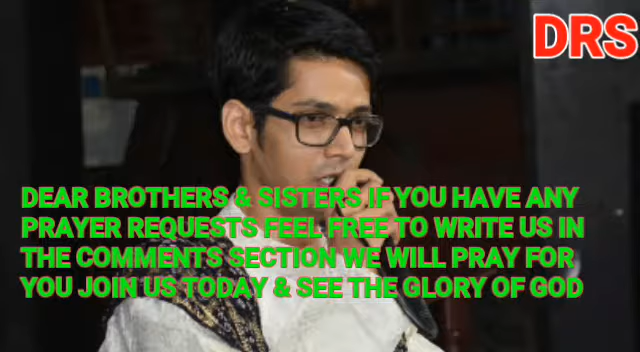 DRS
DEAR BROTHERS & SISTERS IF YOU HAVE ANY
PRAYER REQUESTS FEEL FREE TO WRITE US IN
THE COMMENTS SECTION WE WILL PRAY FOR
YOU JOIN US TODAY & SEE THE GLORY OF GOD